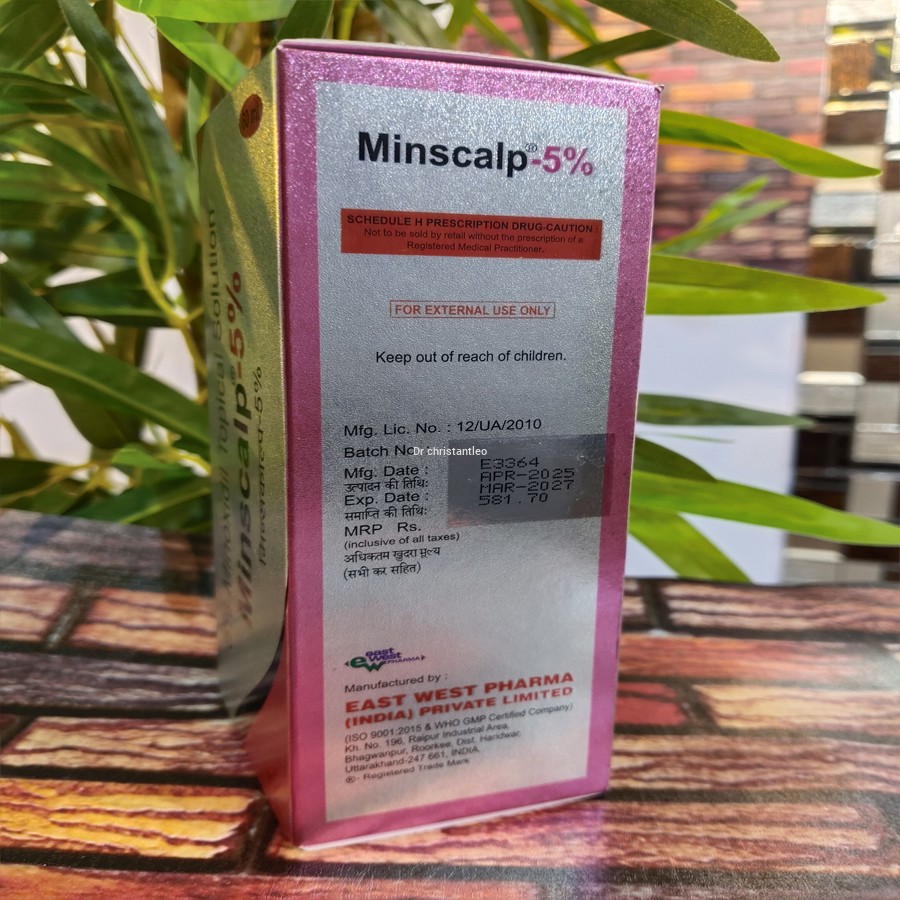 Minscalp®-5%
SCHEDULE H PRESCRIPTION DRUG-CAUTION :
Not to be sold by retail without the prescription of a
Registered Medical Practitioner.
FOR EXTERNAL USE ONLY
Keep out of reach of children.
Mfg. Lic. No. : 12/UA/2010
Batch No
Dr christantleo
E3364
Mfg. Date :
APR-2025
उत्पादन की तिथिः
MAR-2027
Exp. Date :
581.70
समाप्ति की तिथिः
MRP Rs.
(inclusive of all taxes)
अधिकतम खुदरा मूल्य
(सभी कर सहित)
east
west
PHARMA
Manufactured by :
EAST WEST PHARMA
(INDIA) PRIVATE LIMITED
(ISO 9001:2015 & WHO GMP Certified Company)
Kh. No. 196, Raipur Industrial Area,
Bhagwanpur, Roorkee, Dist. Haridwar,
Uttarakhand-247 661, INDIA.
®- Registered Trade Mark
Topical Solution
Minscalp®-5%
-5%